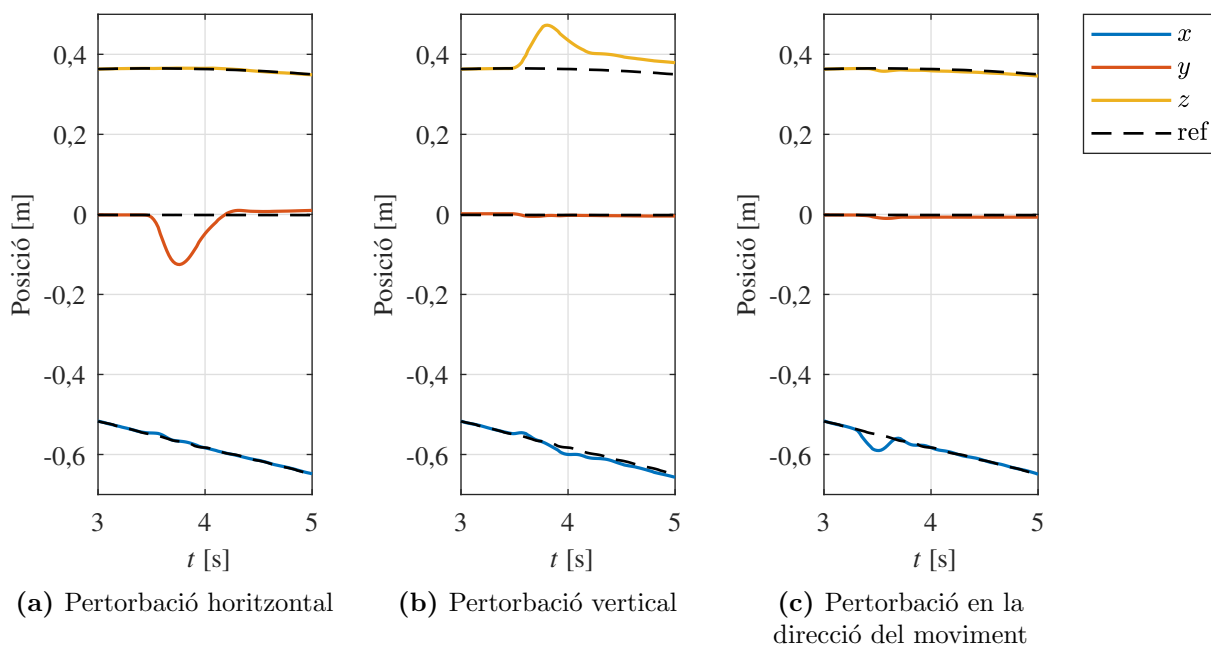 0,4
0,2
0
-0,2
-0,4
-0,6
Posició [m]
3 4 5
t [s]
(a) Pertorbació horitzontal
0,4
0,2
0
-0,2
-0,4
-0,6
Posició [m]
3 4 5
t [s]
(b) Pertorbació vertical
0,4
0,2
0
-0,2
-0,4
-0,6
Posició [m]
3 4 5
t [s]
(c) Pertorbació en la
direcció del moviment
x
y
z
ref